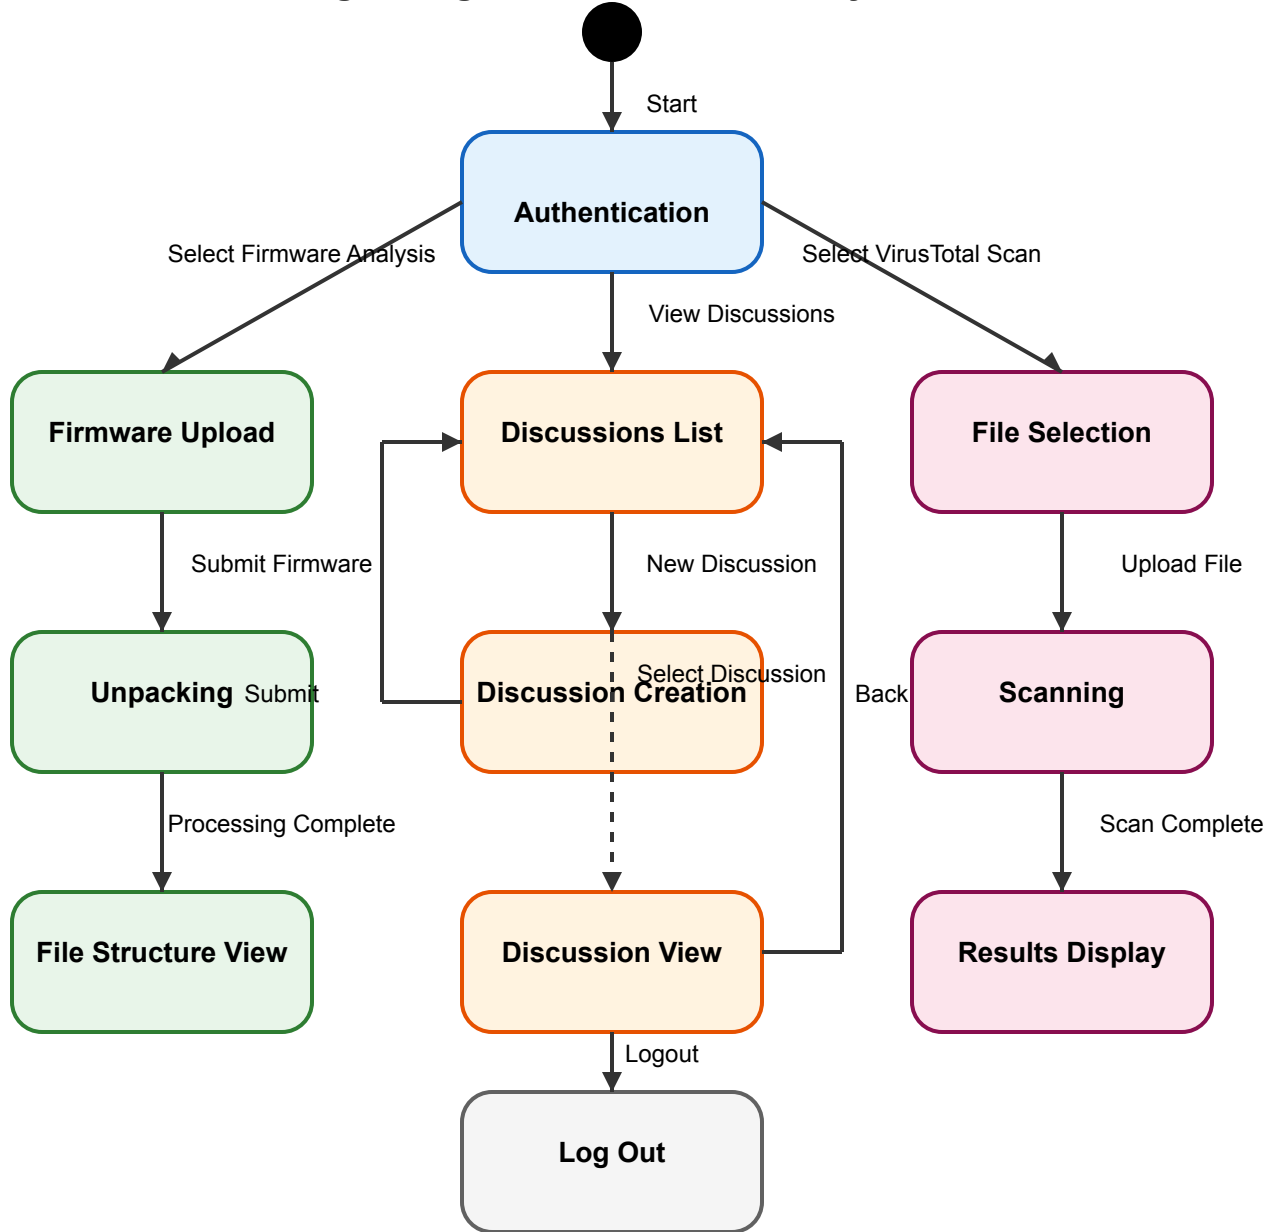 Start
Authentication
Select Firmware Analysis
Select VirusTotal Scan
View Discussions
Firmware Upload
Discussions List
File Selection
Submit Firmware
New Discussion
Upload File
Select Discussion
Unpacking
Submit
Discussion Creation
Back
Scanning
Processing Complete
Scan Complete
File Structure View
Discussion View
Results Display
Logout
Log Out